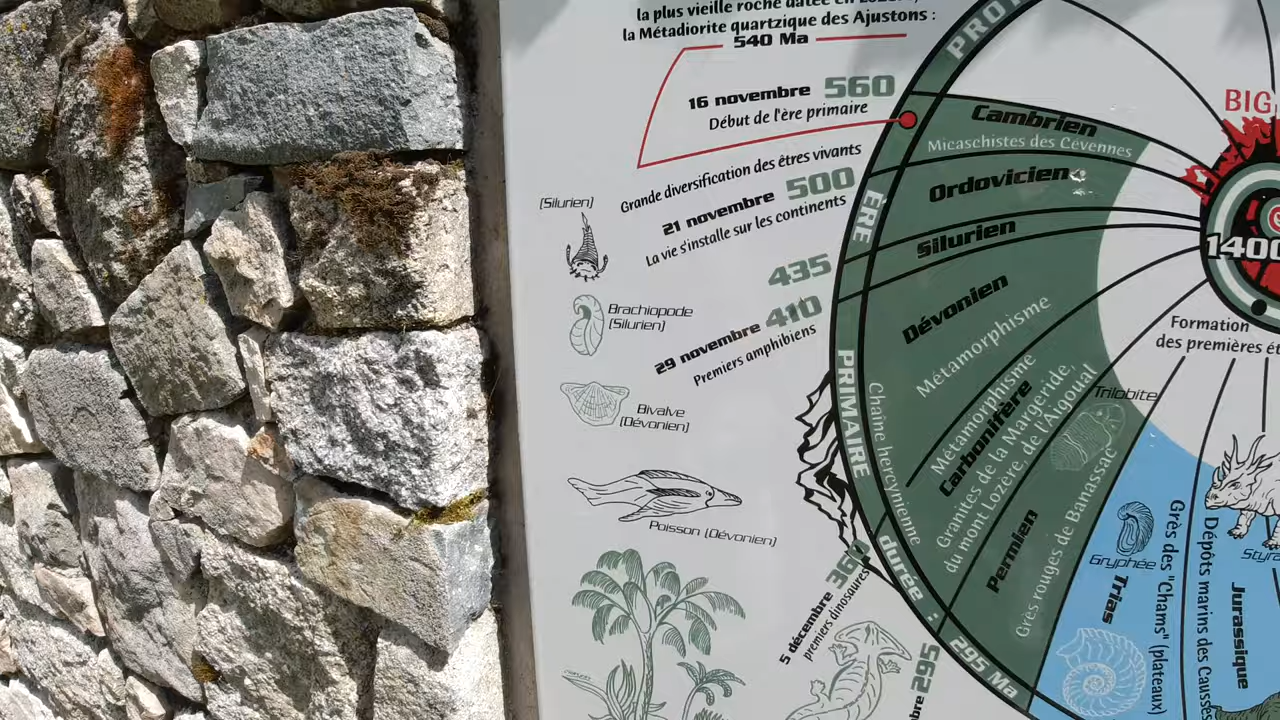 la plus vieille roche datée en Lozère,
la Métadiorite quartzique des Ajustons :
540 Ma
16 novembre 560
Début de l'ère primaire
Grande diversification des êtres vivants
21 novembre 500
La vie s'installe sur les continents
(Silurien)
435
Brachiopode
(Silurien)
29 novembre 410
Premiers amphibiens
Bivalve
(Dévonien)
Poisson (Dévonien)
360
5 décembre
premiers dinosaures
295
ÈRE PRIMAIRE durée : 295 Ma
Cambrien
Micaschistes des Cévennes
Ordovicien
Silurien
Dévonien
Métamorphisme
Métamorphisme
Carbonifère
Granites de la Margeride,
du mont Lozère, de l'Aigoual
Chaîne hercynienne
Trilobite
Permien
Grès rouges de Banassac
Gryphée
Trias
Grès des "Chams" (plateaux)
Dépôts marins des Causses
Jurassique
BIG
1400
Formation
des premières